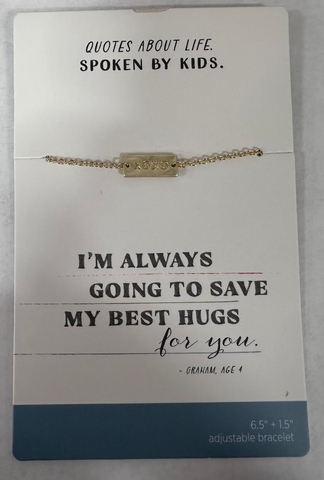 QUOTES ABOUT LIFE.
SPOKEN BY KIDS.
XOXO
I'M ALWAYS
GOING TO SAVE
MY BEST HUGS
for you.
- GRAHAM, AGE 4
6.5" + 1.5"
adjustable bracelet